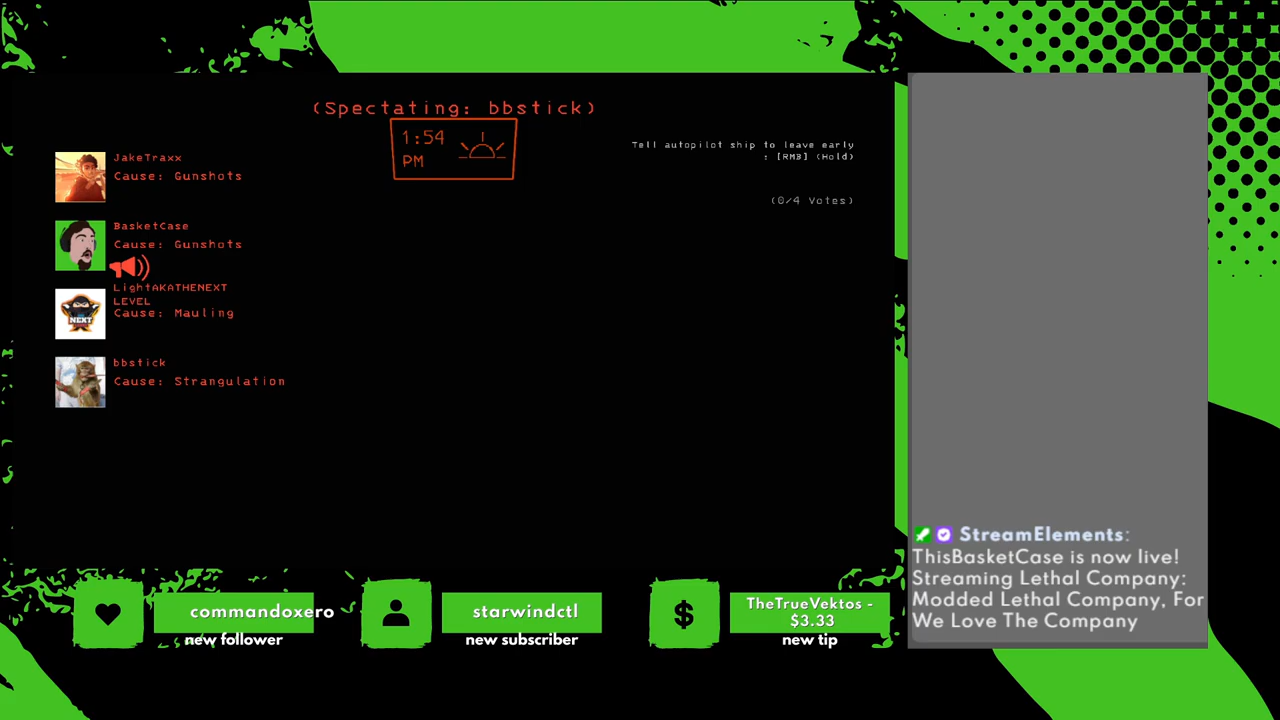 (Spectating: bbstick)
1:54
PM
Tell autopilot ship to leave early
: [RMB] (Hold)
(0/4 Votes)
JakeTraxx
Cause: Gunshots
BasketCase
Cause: Gunshots
LightAKATHENEXT
LEVEL
Cause: Mauling
NEXT
bbstick
Cause: Strangulation
StreamElements:
ThisBasketCase is now live!
Streaming Lethal Company:
Modded Lethal Company, For
We Love The Company
commandoxero
new follower
starwindctl
new subscriber
$
TheTrueVektos -
$3.33
new tip